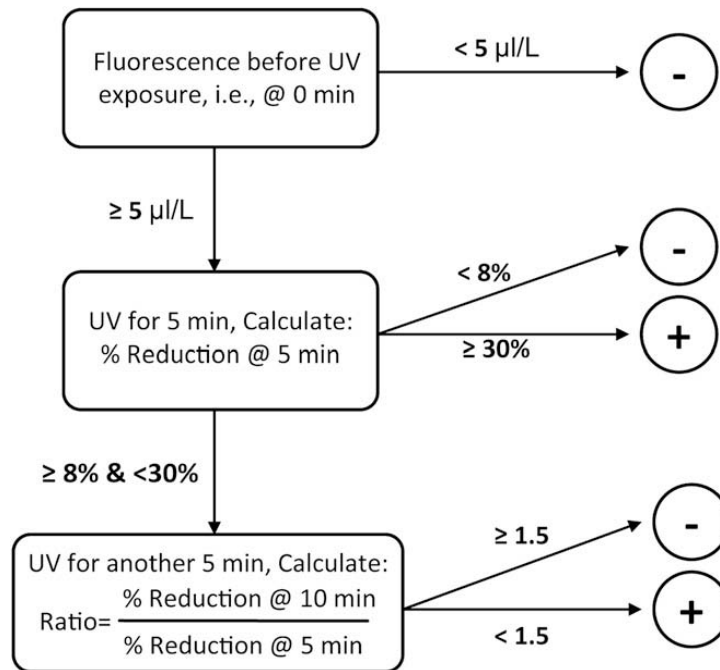 Fluorescence before UV
exposure, i.e., @ 0 min
< 5 µl/L
-
≥ 5 µl/L
UV for 5 min, Calculate:
% Reduction @ 5 min
< 8%
-
≥ 30%
+
≥ 8% & <30%
UV for another 5 min, Calculate:
Ratio= % Reduction @ 10 min
% Reduction @ 5 min
≥ 1.5
-
< 1.5
+